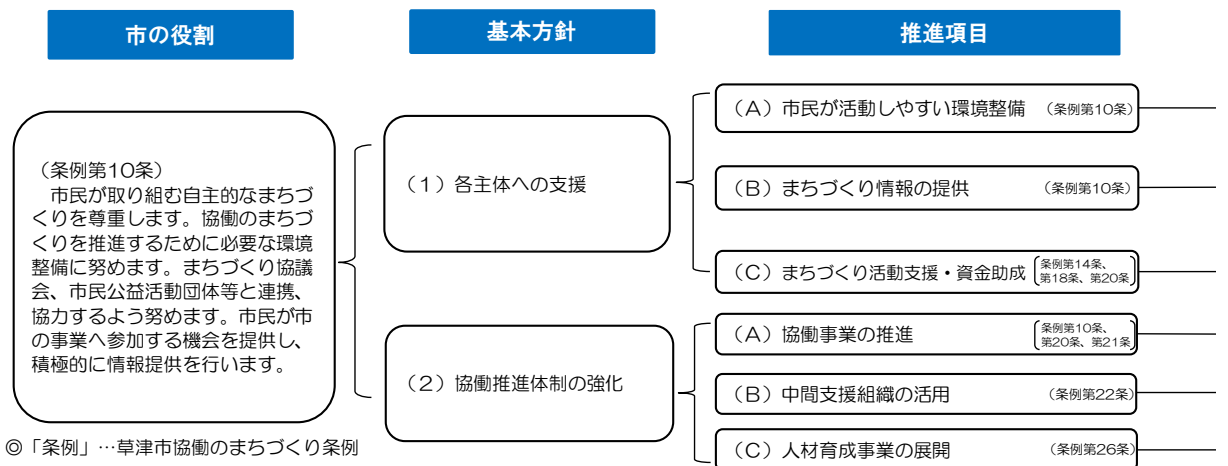 市の役割
基本方針
推進項目
（条例第10条）
　市民が取り組む自主的なまちづ
くりを尊重します。協働のまちづ
くりを推進するために必要な環境
整備に努めます。まちづくり協議
会、市民公益活動団体等と連携、
協力するよう努めます。市民が市
の事業へ参加する機会を提供し、
積極的に情報提供を行います。
◎「条例」…草津市協働のまちづくり条例
（1）各主体への支援
（2）協働推進体制の強化
（A）市民が活動しやすい環境整備　（条例第10条）
（B）まちづくり情報の提供　（条例第10条）
（C）まちづくり活動支援・資金助成
条例第14条、
第18条、第20条
（A）協働事業の推進
条例第10条、
第20条、第21条
（B）中間支援組織の活用　（条例第22条）
（C）人材育成事業の展開　（条例第26条）